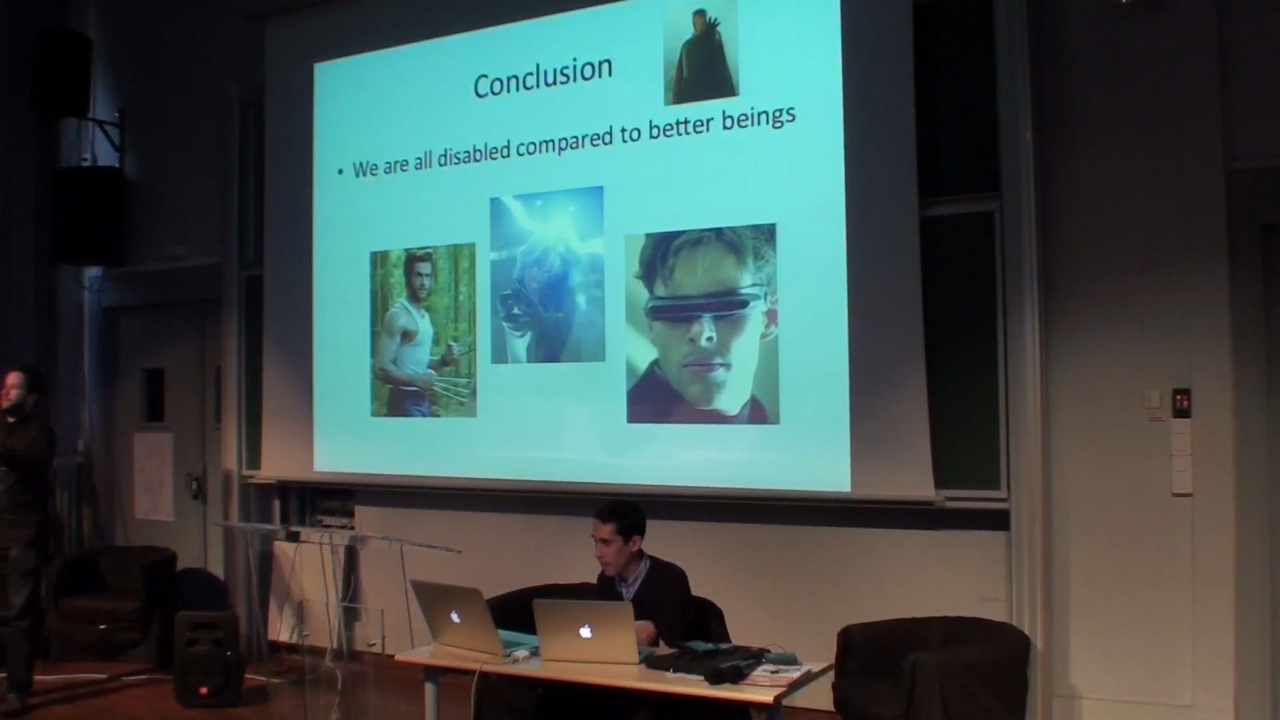 Conclusion
• We are all disabled compared to better beings